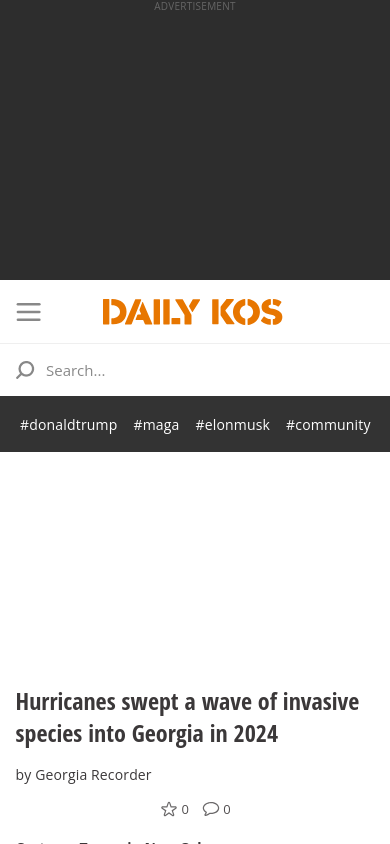 ADVERTISEMENT
DAILY KOS
Search...
#donaldtrump #maga #elonmusk #community
Hurricanes swept a wave of invasive
species into Georgia in 2024
by Georgia Recorder
0 0